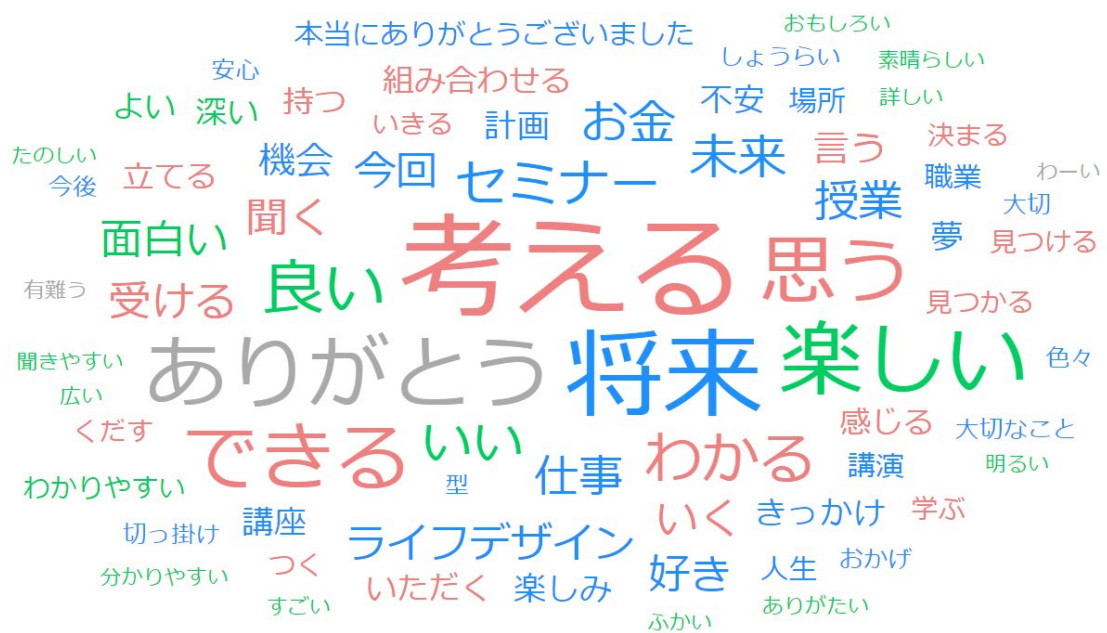 おもしろい
本当にありがとうございました
しょうらい
素晴らしい
安心
組み合わせる
よい
深い
持つ
不安
場所
詳しい
いきる
計画
お金
たのしい
今後
立てる
機会
今回
セミナー
未来
言う
決まる
職業
わーい
面白い
聞く
授業
大切
夢
見つける
考える
思う
有難う
受ける
良い
見つかる
ありがとう
将来
楽しい
聞きやすい
広い
色々
くだす
できる
いい
わかる
感じる
大切なこと
わかりやすい
型
仕事
講演
明るい
切っ掛け
講座
ライフデザイン
いく
きっかけ
学ぶ
分かりやすい
つく
いただく
楽しみ
好き
人生
おかげ
すごい
ふかい
ありがたい